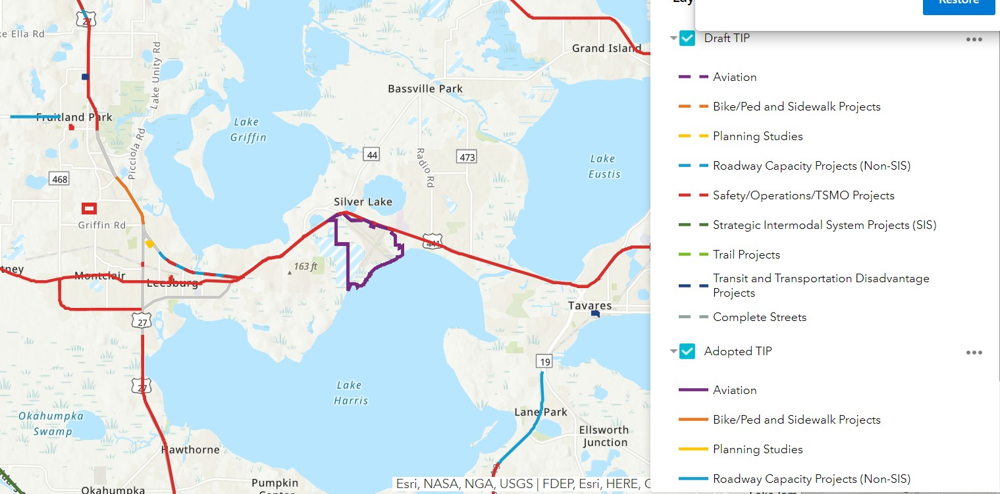 27
ke Ella Rd
Lake Unity Rd
Grand Island
Bassville Park
Fruitland Park
Lake
Griffin
Picciola Rd
44
Radio Rd
473
Lake
Eustis
468
Silver Lake
Griffin Rd
441
tney
Montclair
163 ft
Leesburg
Tavares
27
19
27
Lake
Harris
Lane Park
Okahumpka
Swamp
Ellsworth
Junction
Hawthorne
Okahumpka
Pumpkin
Center
Esri, NASA, NGA, USGS | FDEP, Esri, HERE, G
Lay
Restore
Draft TIP
Aviation
Bike/Ped and Sidewalk Projects
Planning Studies
Roadway Capacity Projects (Non-SIS)
Safety/Operations/TSMO Projects
Strategic Intermodal System Projects (SIS)
Trail Projects
Transit and Transportation Disadvantage
Projects
Complete Streets
Adopted TIP
Aviation
Bike/Ped and Sidewalk Projects
Planning Studies
Roadway Capacity Projects (Non-SIS)